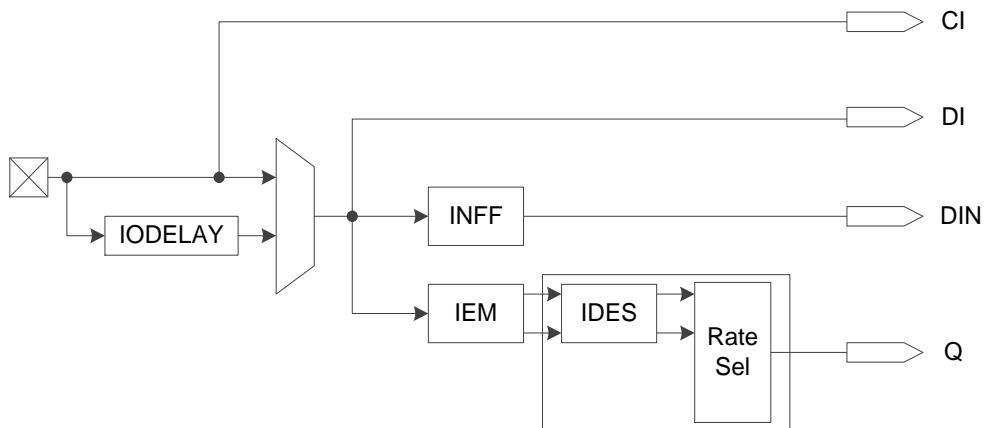 CI
DI
IODELAY
INFF
DIN
IEM
IDES
Rate
Sel
Q